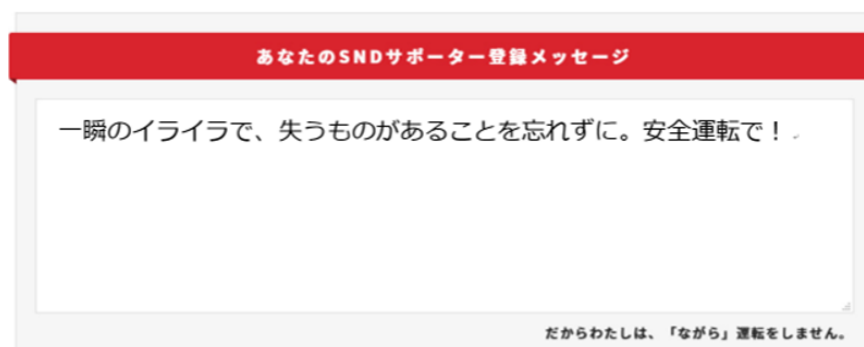 あなたのSNDサポーター登録メッセージ
一瞬のイライラで、失うものがあることを忘れずに。安全運転で！
だからわたしは、「ながら」運転をしません。